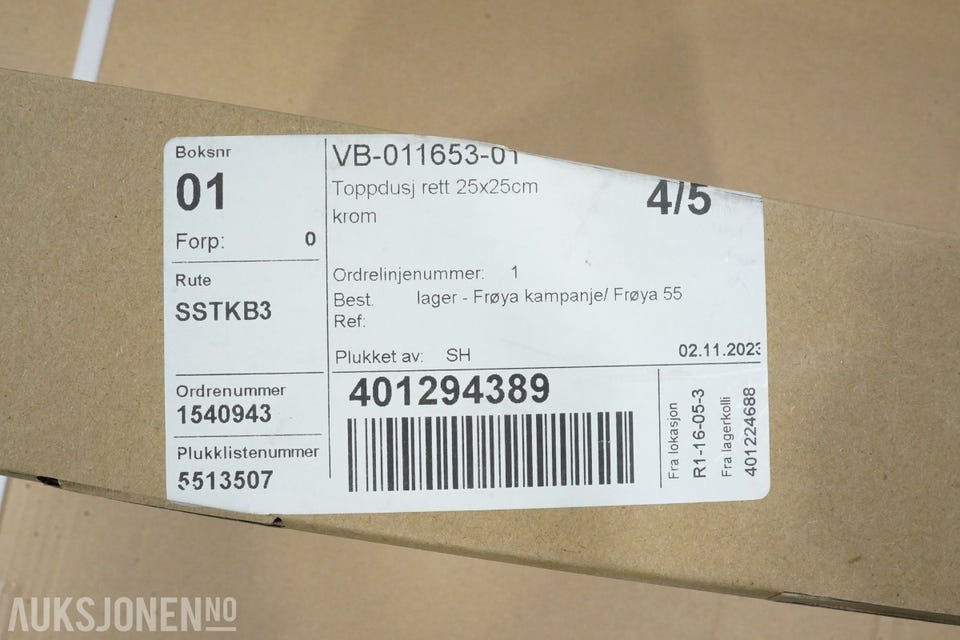 Boksnr
01
Forp: 0
Rute
SSTKB3
Ordrenummer
1540943
Plukklistenummer
5513507
VB-011653-01
Toppdusj rett 25x25cm
krom
4/5
Ordrelinjenummer: 1
Best. lager - Frøya kampanje/ Frøya 55
Ref:
Plukket av: SH
02.11.2023
401294389
Fra lokasjon
R1-16-05-3
Fra lagerkolli
401224688
AUKSJONEN NO